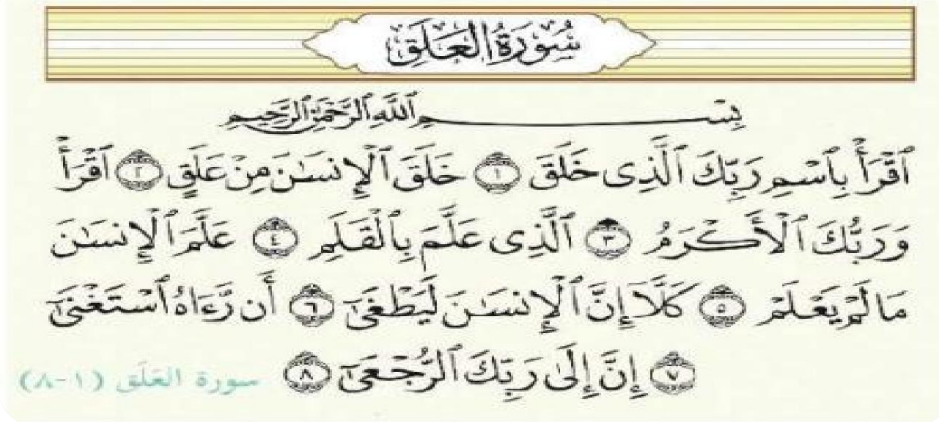 سُورَةُ العَلَقِ
بِسْمِ ٱللَّهِ ٱلرَّحْمَٰنِ ٱلرَّحِيمِ
ٱقْرَأْ بِٱسْمِ رَبِّكَ ٱلَّذِى خَلَقَ ١ خَلَقَ ٱلْإِنسَٰنَ مِنْ عَلَقٍ ٢ ٱقْرَأْ
وَرَبُّكَ ٱلْأَكْرَمُ ٣ ٱلَّذِى عَلَّمَ بِٱلْقَلَمِ ٤ عَلَّمَ ٱلْإِنسَٰنَ
مَا لَمْ يَعْلَمْ ٥ كَلَّآ إِنَّ ٱلْإِنسَٰنَ لَيَطْغَىٰٓ ٦ أَن رَّءَاهُ ٱسْتَغْنَىٰٓ
٧ إِنَّ إِلَىٰ رَبِّكَ ٱلرُّجْعَىٰٓ ٨ سورة العَلَق (١-٨)